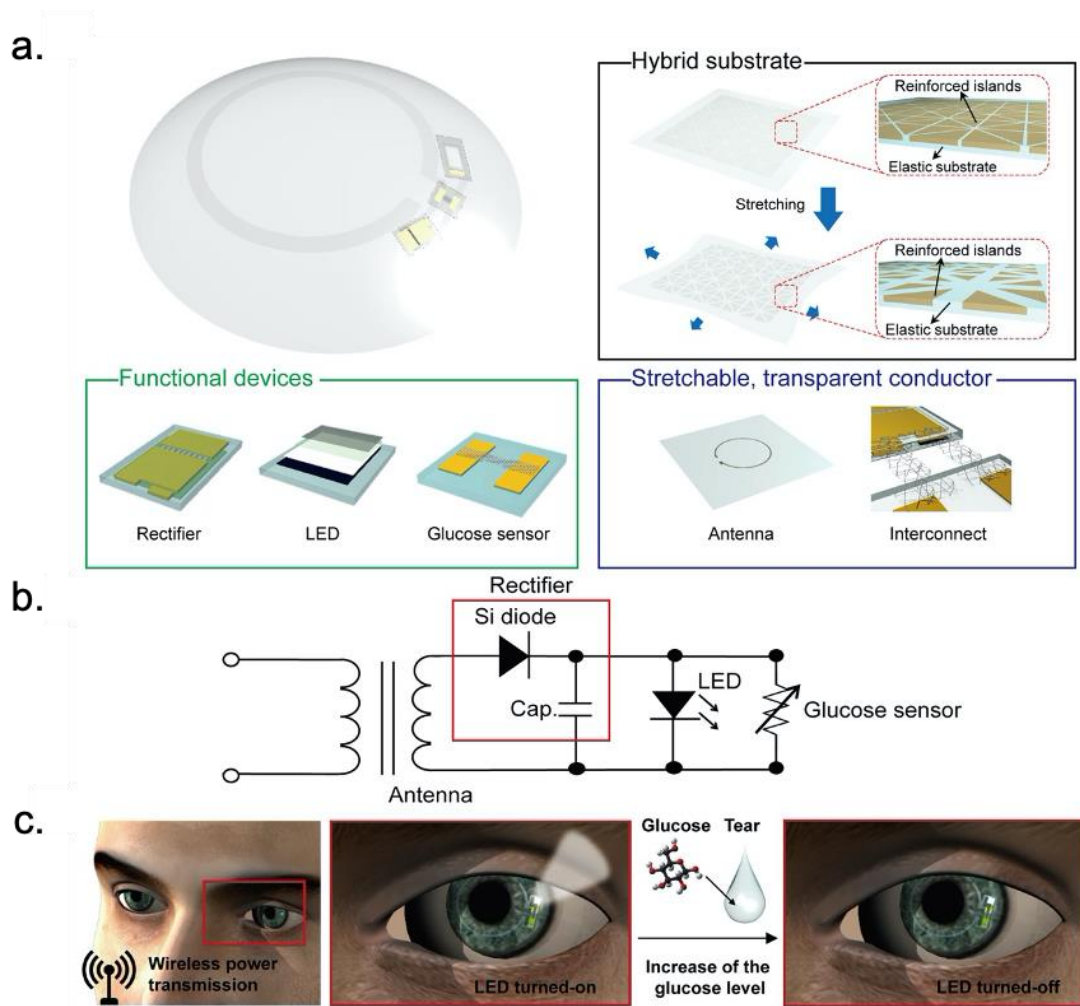 a.
Hybrid substrate
Reinforced islands
Elastic substrate
Stretching
Reinforced islands
Elastic substrate
Functional devices
Rectifier
LED
Glucose sensor
Stretchable, transparent conductor
Antenna
Interconnect
b.
Rectifier
Si diode
Cap.
LED
Glucose sensor
Antenna
c.
Wireless power
transmission
LED turned-on
Glucose Tear
Increase of the
glucose level
LED turned-off